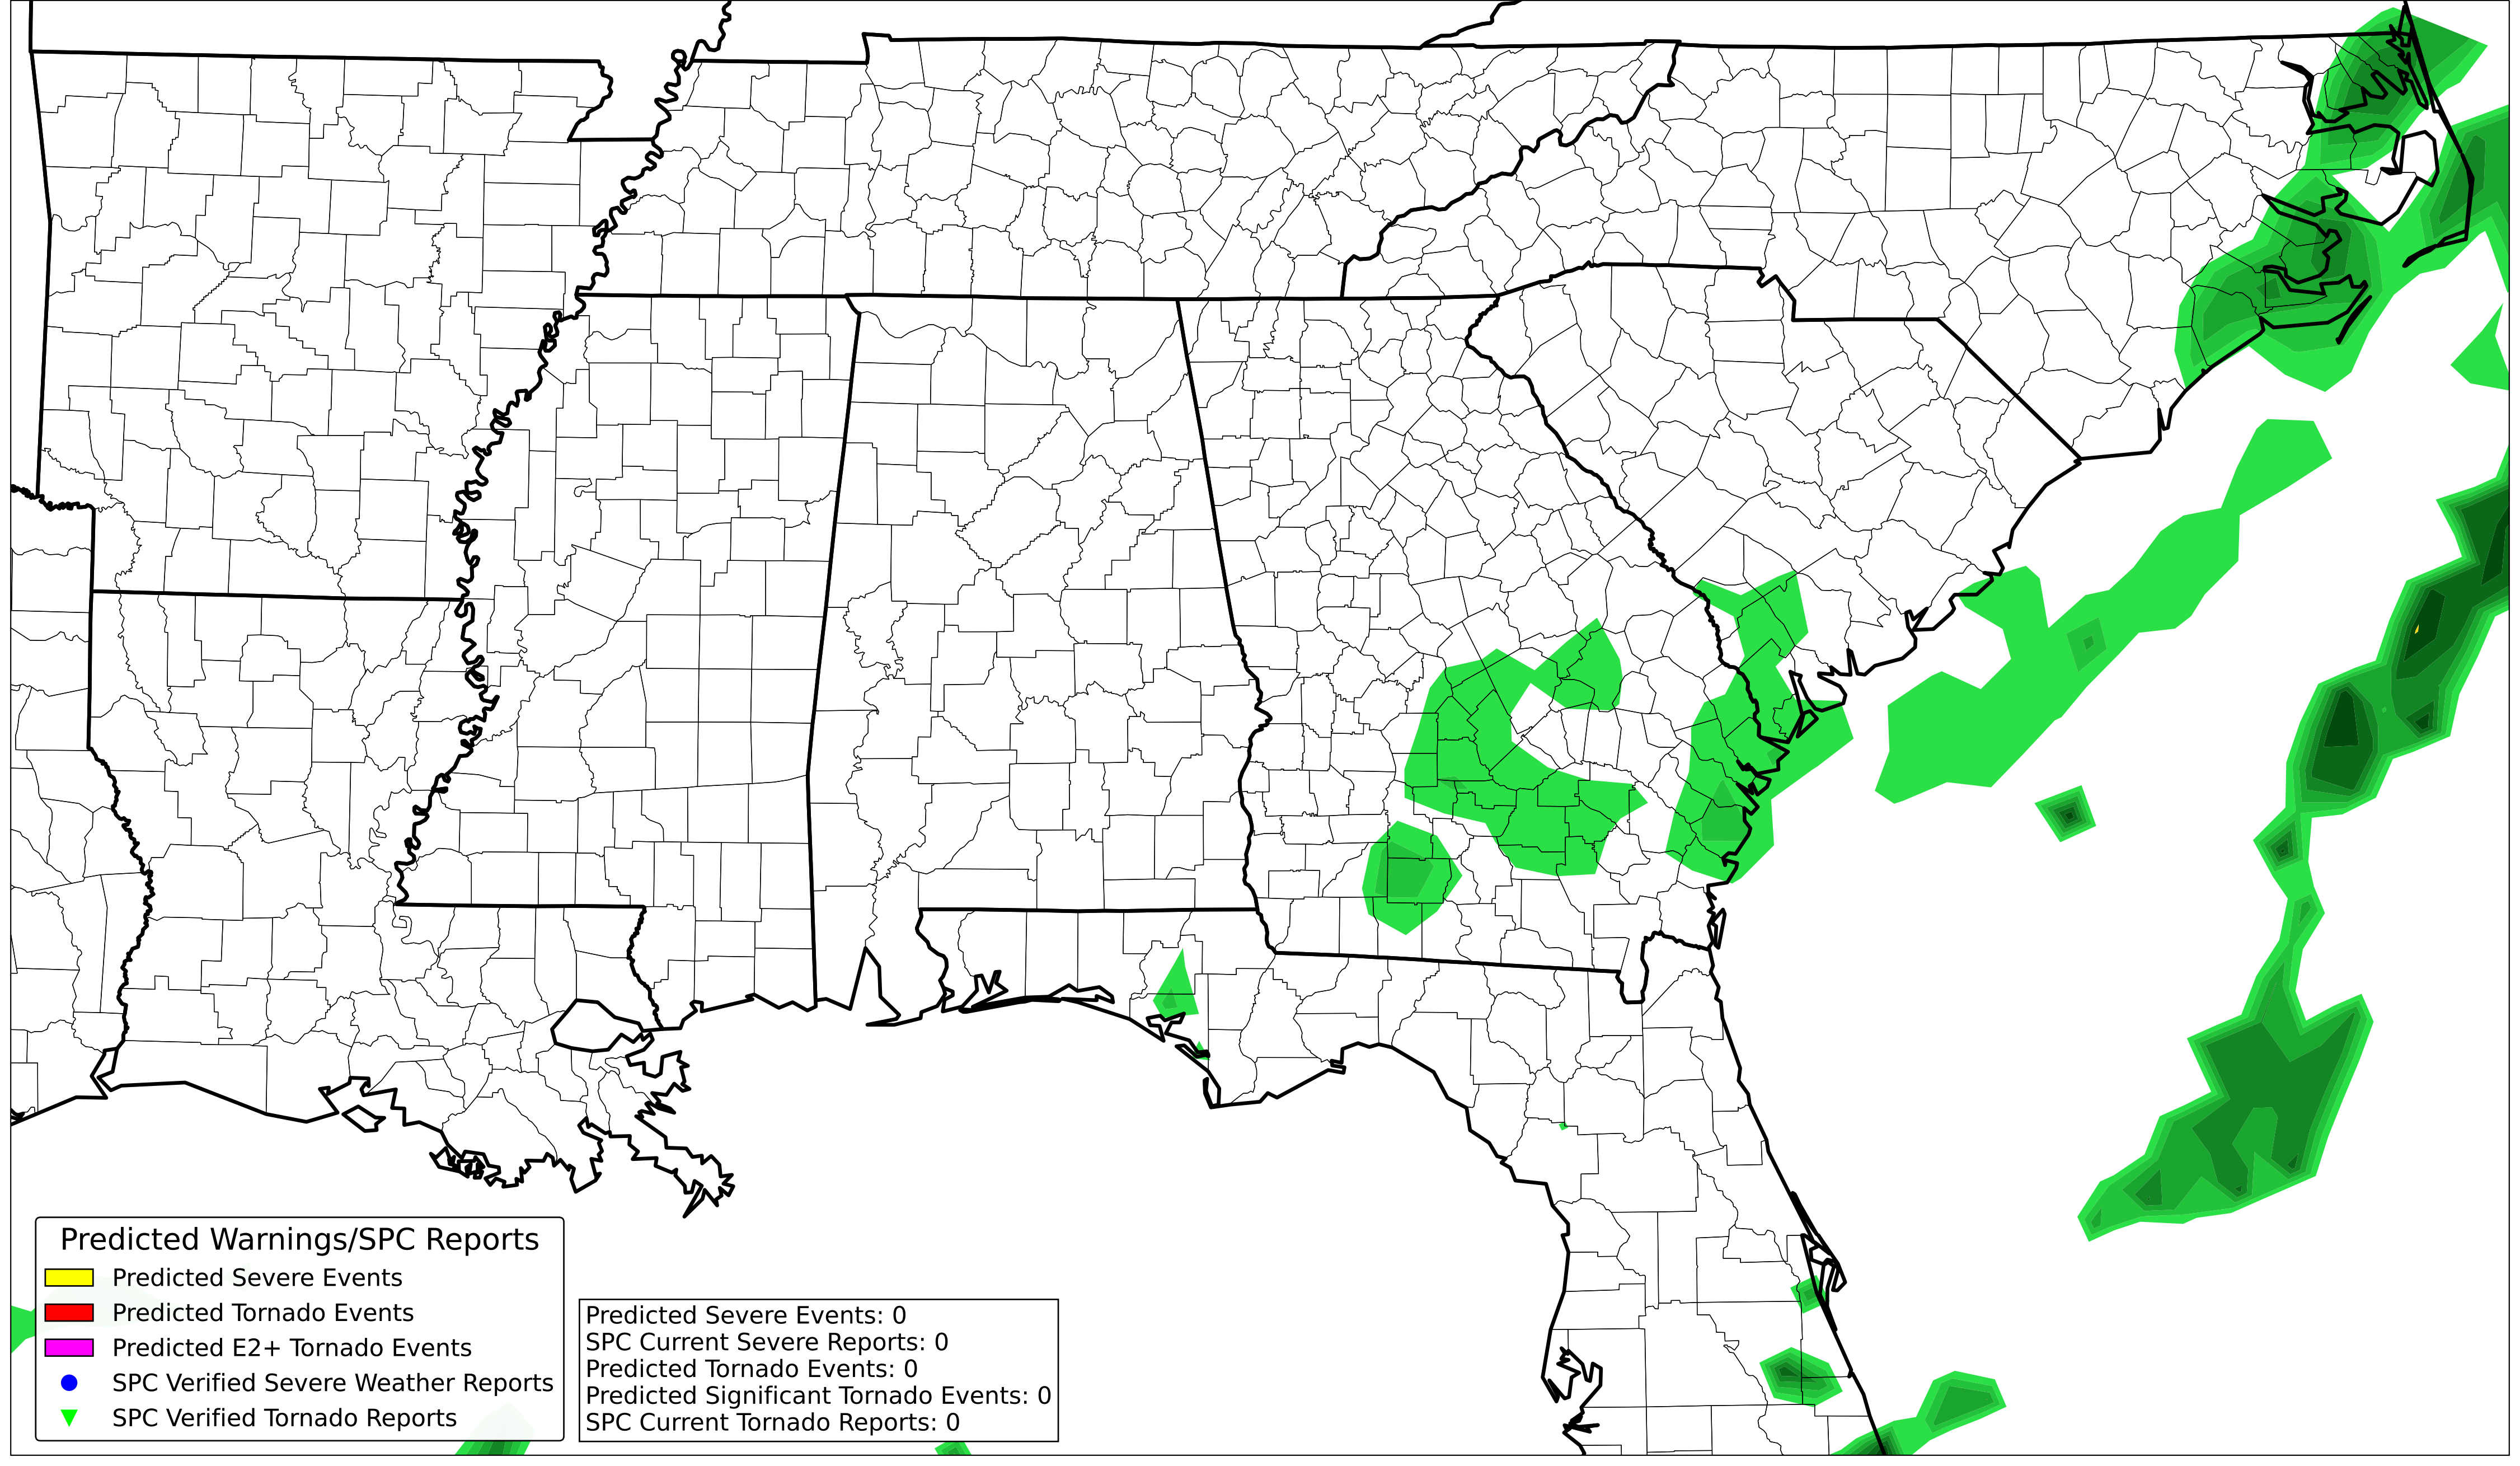 Predicted Warnings/SPC Reports
Predicted Severe Events
Predicted Tornado Events
Predicted E2+ Tornado Events
SPC Verified Severe Weather Reports
SPC Verified Tornado Reports
Predicted Severe Events: 0
SPC Current Severe Reports: 0
Predicted Tornado Events: 0
Predicted Significant Tornado Events: 0
SPC Current Tornado Reports: 0